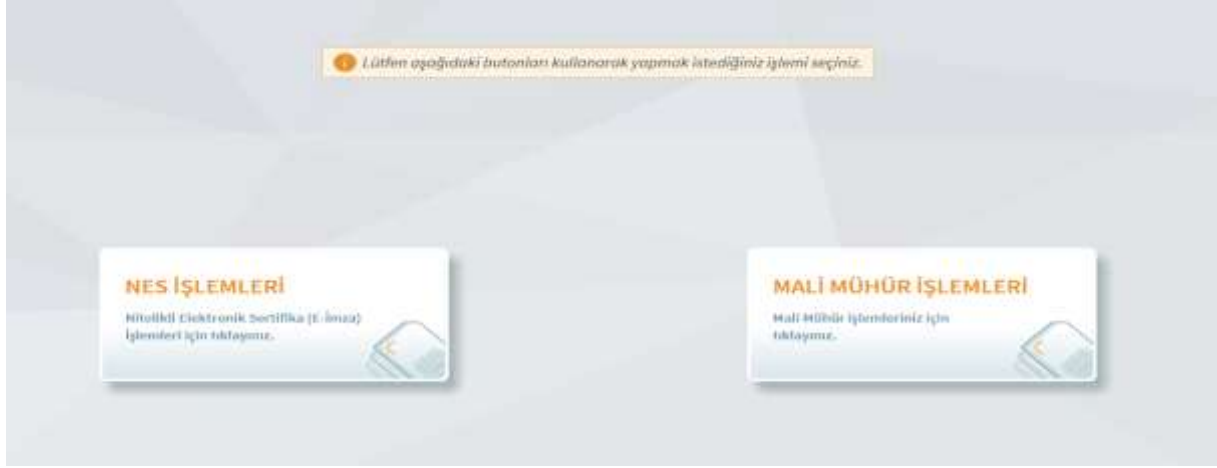 Lütfen aşağıdaki butonları kullanarak yapmak istediğiniz işlemi seçiniz.
NES İŞLEMLERİ
Nitelikli Elektronik Sertifika (E-İmza)
İşlemleri için tıklayınız.
MALİ MÜHÜR İŞLEMLERİ
Mali Mühür işlemleriniz için
tıklayınız.